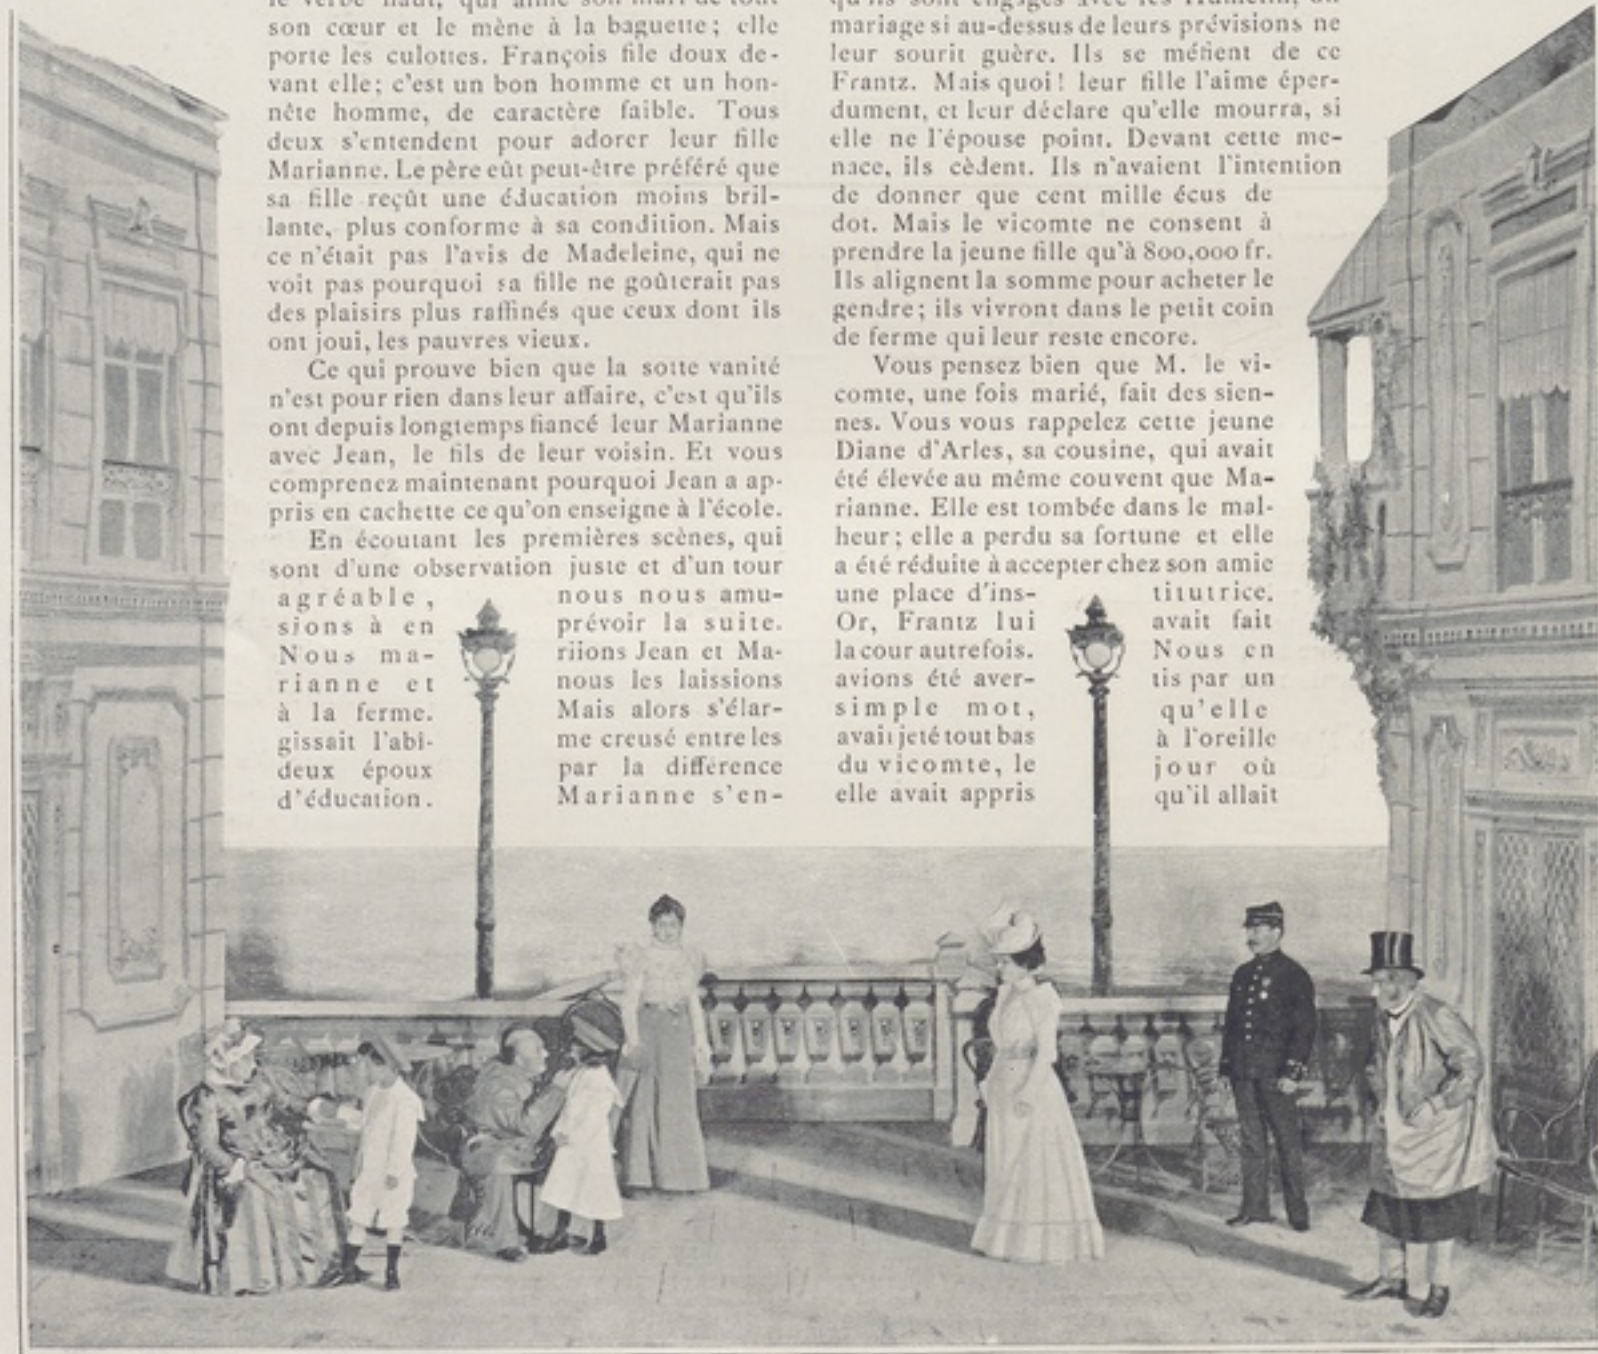 le verbe haut, qui aime son mari de tout
son cœur et le mène à la baguette ; elle
porte les culottes. François file doux de-
vant elle ; c'est un bon homme et un hon-
nête homme, de caractère faible. Tous
deux s'entendent pour adorer leur fille
Marianne. Le père eût peut-être préféré que
sa fille reçût une éducation moins bril-
lante, plus conforme à sa condition. Mais
ce n'était pas l'avis de Madeleine, qui ne
voit pas pourquoi sa fille ne goûterait pas
des plaisirs plus raffinés que ceux dont ils
ont joui, les pauvres vieux.
Ce qui prouve bien que la sotte vanité
n'est pour rien dans leur affaire, c'est qu'ils
ont depuis longtemps fiancé leur Marianne
avec Jean, le fils de leur voisin. Et vous
comprenez maintenant pourquoi Jean a ap-
pris en cachette ce qu'on enseigne à l'école.
En écoutant les premières scènes, qui
sont d'une observation juste et d'un tour
agréable, nous nous amu-
sions à en prévoir la suite.
Nous ma- riions Jean et Ma-
rianne et nous les laissions
à la ferme. Mais alors s'élar-
gissait l'abî- me creusé entre les
deux époux par la différence
d'éducation. Marianne s'en-
qu'ils sont engagés avec les
mariage si au-dessus de leurs prévisions ne
leur sourit guère. Ils se méfient de ce
Frantz. Mais quoi ! leur fille l'aime éper-
dument, et leur déclare qu'elle mourra, si
elle ne l'épouse point. Devant cette me-
nace, ils cèdent. Ils n'avaient l'intention
de donner que cent mille écus de
dot. Mais le vicomte ne consent à
prendre la jeune fille qu'à 800,000 fr.
Ils alignent la somme pour acheter le
gendre ; ils vivront dans le petit coin
de ferme qui leur reste encore.
Vous pensez bien que M. le vi-
comte, une fois marié, fait des sien-
nes. Vous vous rappelez cette jeune
Diane d'Arles, sa cousine, qui avait
été élevée au même couvent que Ma-
rianne. Elle est tombée dans le mal-
heur ; elle a perdu sa fortune et elle
a été réduite à accepter chez son amie
une place d'ins- titutrice.
Or, Frantz lui avait fait
la cour autrefois. Nous en
avions été aver- tis par un
simple mot, qu'elle
avait jeté tout bas à l'oreille
du vicomte, le jour où
elle avait appris qu'il allait